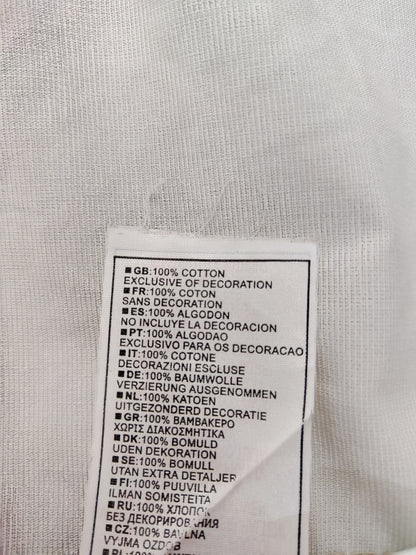 ■GB:100% COTTON
EXCLUSIVE OF DECORATION
■FR:100% COTON
SANS DECORATION
■ES:100% ALGODON
NO INCLUYE LA DECORACION
■PT:100% ALGODAO
EXCLUSIVO PARA OS DECORACAO
■IT:100% COTONE
DECORAZIONI ESCLUSE
■DE:100% BAUMWOLLE
VERZIERUNG AUSGENOMMEN
■NL:100% KATOEN
UITGEZONDERD DECORATIE
■GR:100% BAMBAKEPO
ΧΩΡΙΣ ΔΙΑΚΟΣΜΗΤΙΚΑ
■DK:100% BOMULD
UDEN DEKORATION
■SE:100% BOMULL
UTAN EXTRA DETALJER
■FI:100% PUUVILLA
ILMAN SOMISTEITA
■RU:100% ХЛОПОК
БЕЗ ДЕКОРИРОВАНИЯ
■CZ:100% BAVLNA
VYJMA OZDOB